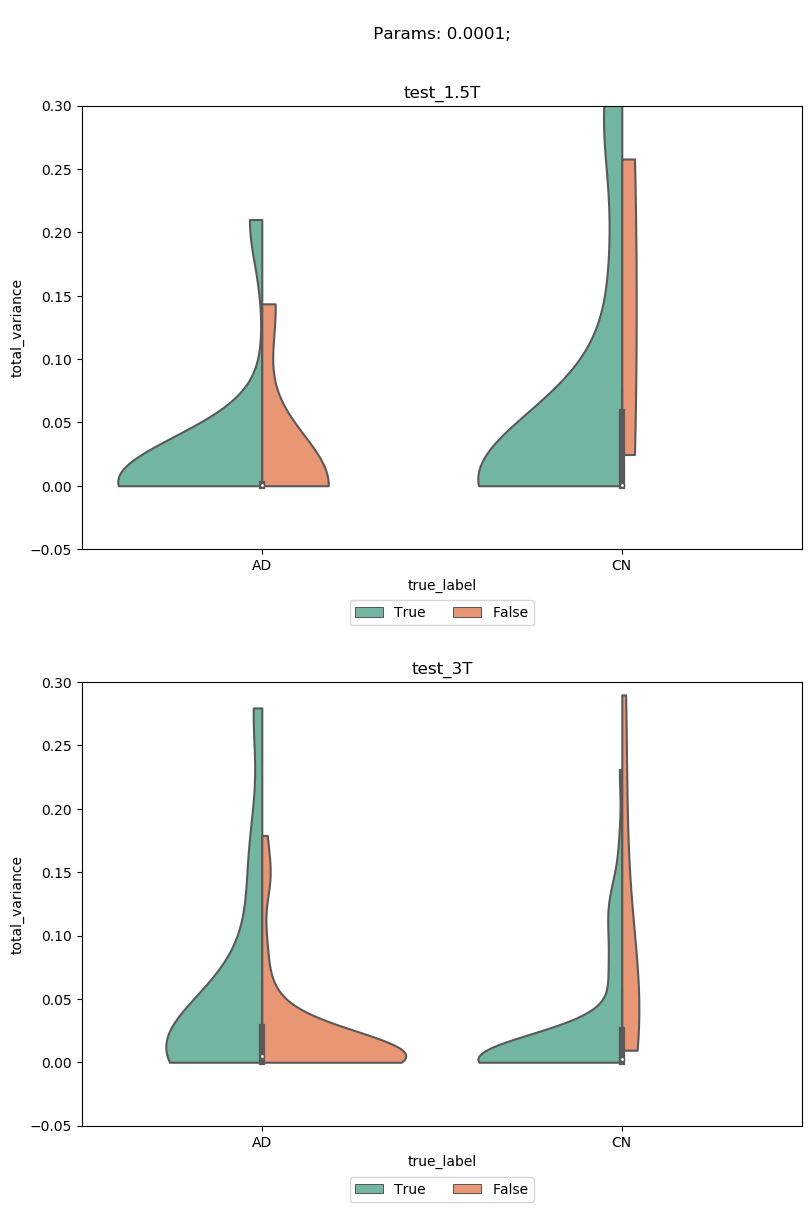 Params: 0.0001;
test_1.5T
0.30
0.25
0.20
0.15
0.10
0.05
0.00
−0.05
total_variance
AD CN
true_label
True False
test_3T
0.30
0.25
0.20
0.15
0.10
0.05
0.00
−0.05
total_variance
AD CN
true_label
True False